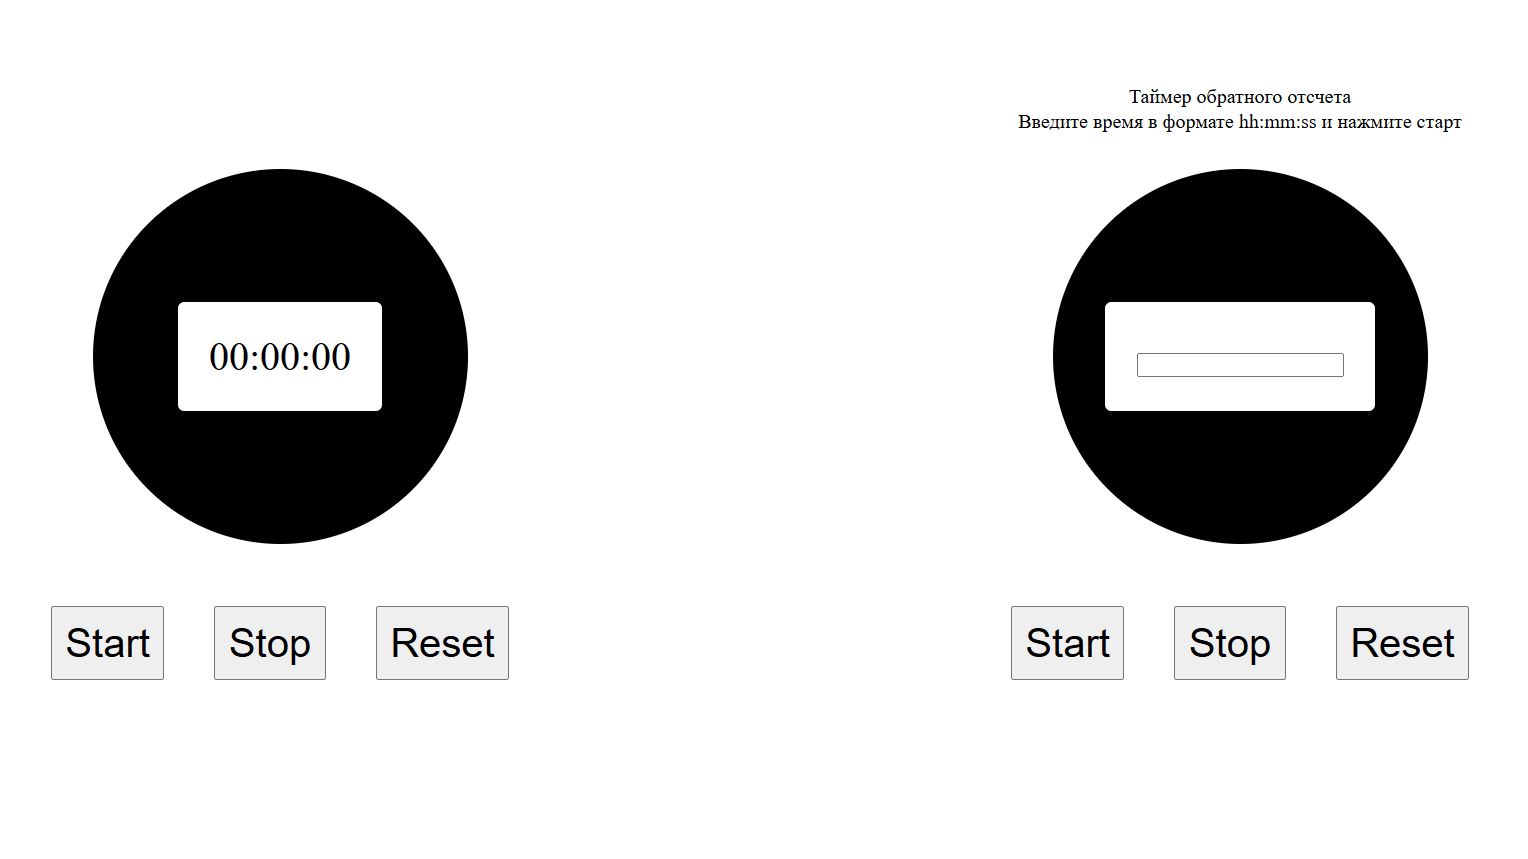 Таймер обратного отсчета
Введите время в формате hh:mm:ss и нажмите старт
00:00:00
Start Stop Reset
Start Stop Reset